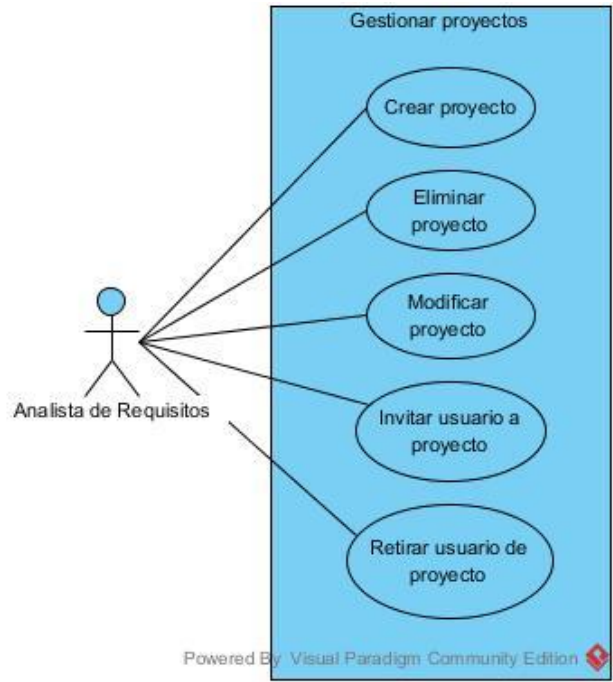 Gestionar proyectos
Crear proyecto
Eliminar
proyecto
Modificar
proyecto
Analista de Requisitos
Invitar usuario a
proyecto
Retirar usuario de
proyecto
Powered By Visual Paradigm Community Edition